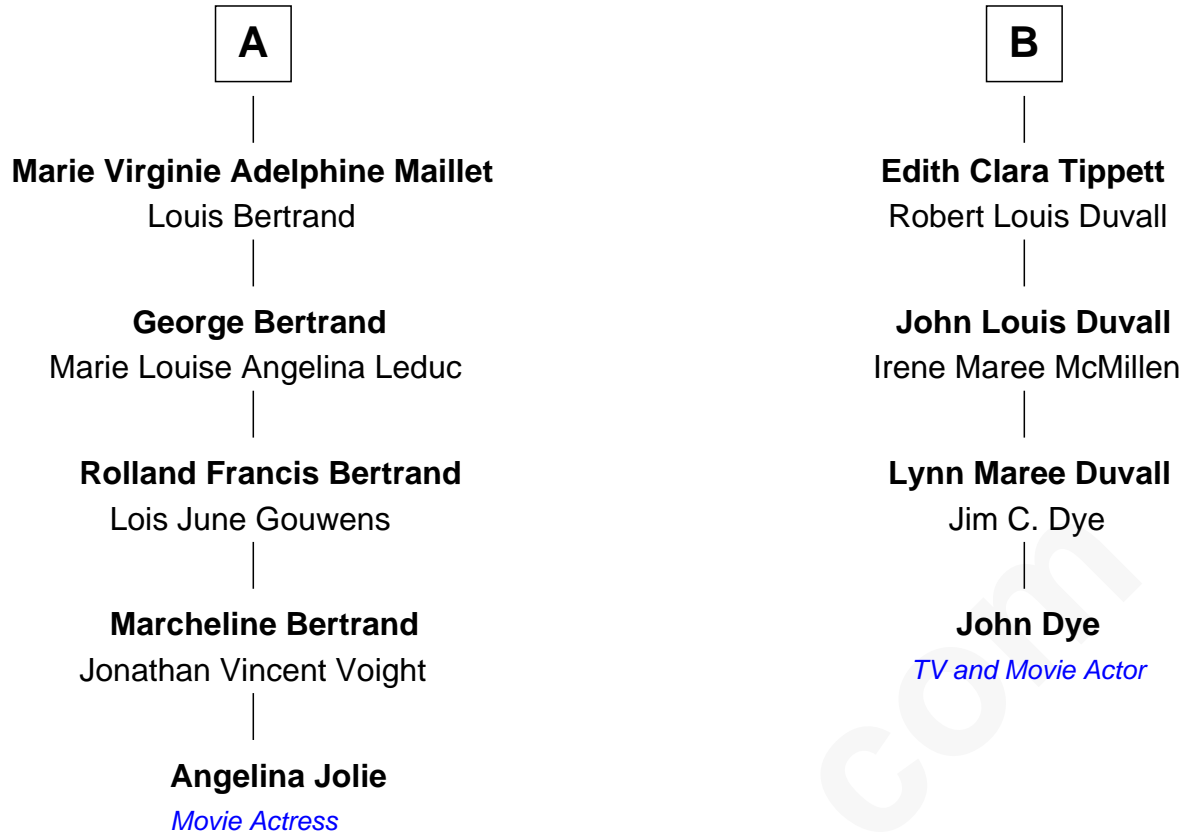 A
Marie Virginie Adelphine Maillet
Louis Bertrand
George Bertrand
Marie Louise Angelina Leduc
Rolland Francis Bertrand
Lois June Gouwens
Marcheline Bertrand
Jonathan Vincent Voight
Angelina Jolie
Movie Actress
B
Edith Clara Tippett
Robert Louis Duvall
John Louis Duvall
Irene Maree McMillen
Lynn Maree Duvall
Jim C. Dye
John Dye
TV and Movie Actor
com